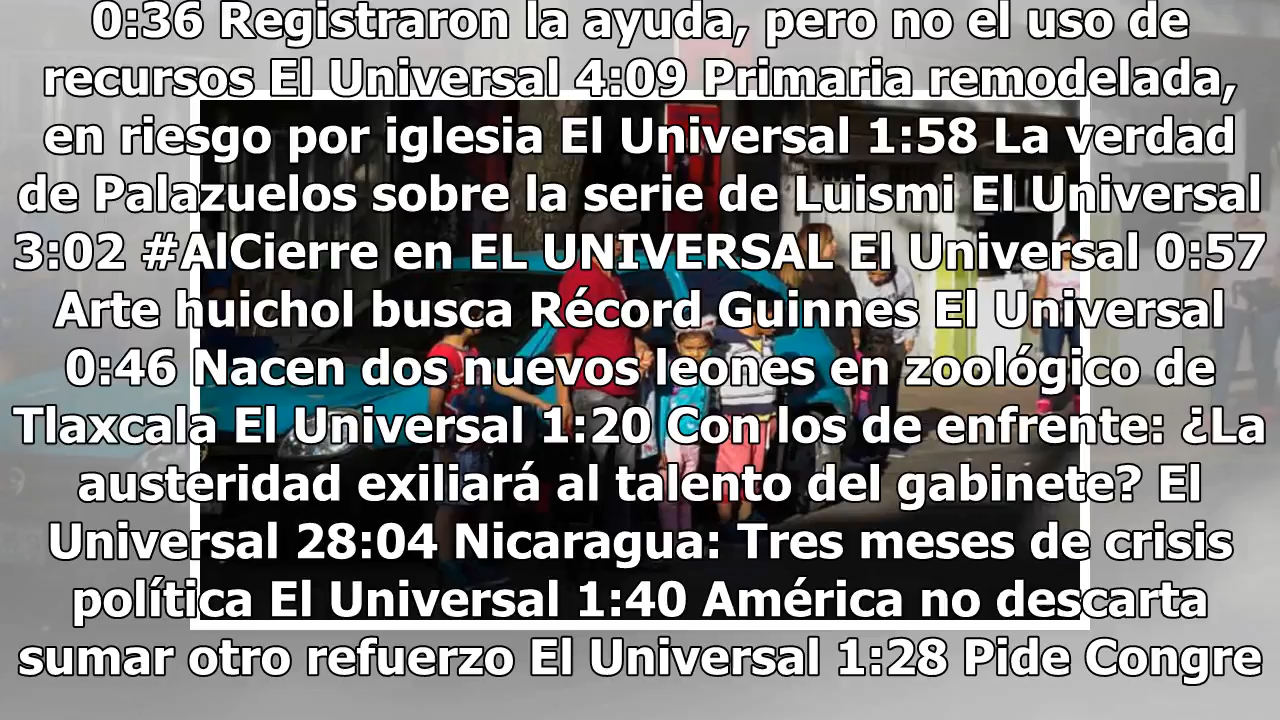 0:36 Registraron la ayuda, pero no el uso de
recursos El Universal 4:09 Primaria remodelada,
en riesgo por iglesia El Universal 1:58 La verdad
de Palazuelos sobre la serie de Luismi El Universal
3:02 #AlCierre en EL UNIVERSAL El Universal 0:57
Arte huichol busca Récord Guinnes El Universal
0:46 Nacen dos nuevos leones en zoológico de
Tlaxcala El Universal 1:20 Con los de enfrente: ¿La
austeridad exiliará al talento del gabinete? El
Universal 28:04 Nicaragua: Tres meses de crisis
política El Universal 1:40 América no descarta
sumar otro refuerzo El Universal 1:28 Pide Congre